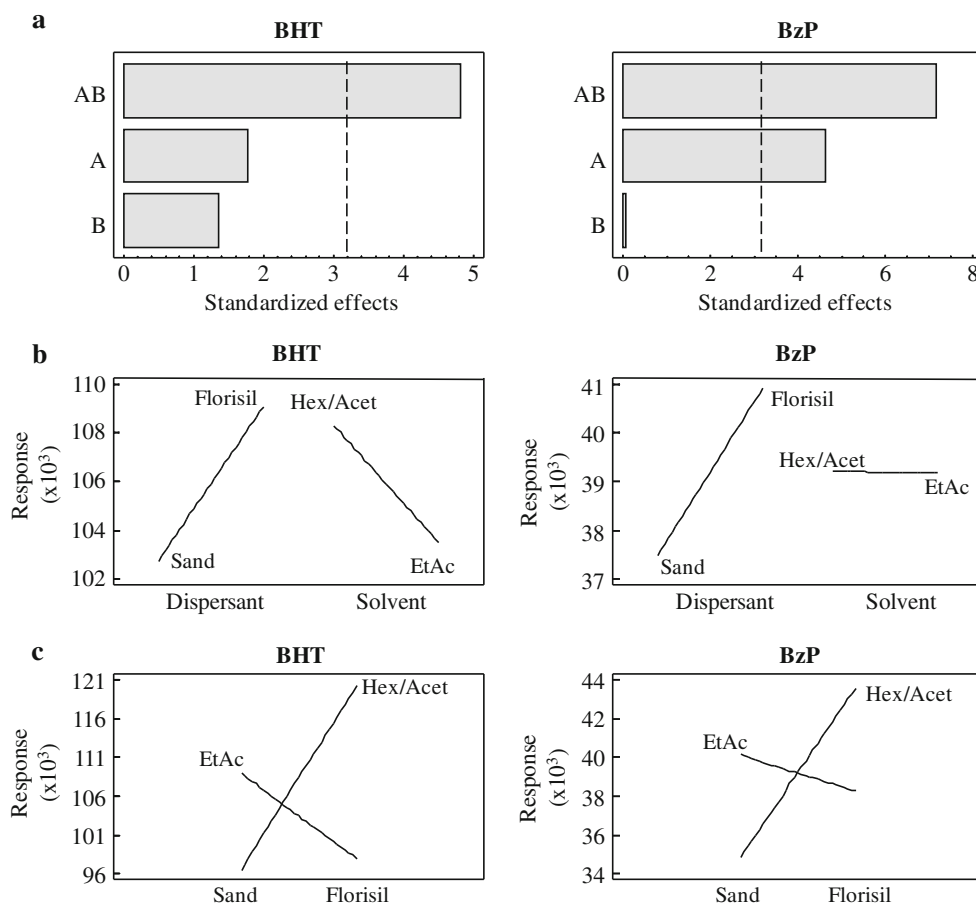 a
BHT
AB
A
B
0 1 2 3 4 5
Standardized effects
BzP
AB
A
B
0 2 4 6 8
Standardized effects
b
BHT
110
108
106
104
102
Response
(x10³)
Florisil
Hex/Acet
Sand
EtAc
Dispersant Solvent
BzP
41
40
39
38
37
Response
(x10³)
Florisil
Hex/Acet
EtAc
Sand
Dispersant Solvent
c
BHT
121
116
111
106
101
96
Response
(x10³)
Hex/Acet
EtAc
Sand Florisil
BzP
44
42
40
38
36
34
Response
(x10³)
Hex/Acet
EtAc
Sand Florisil